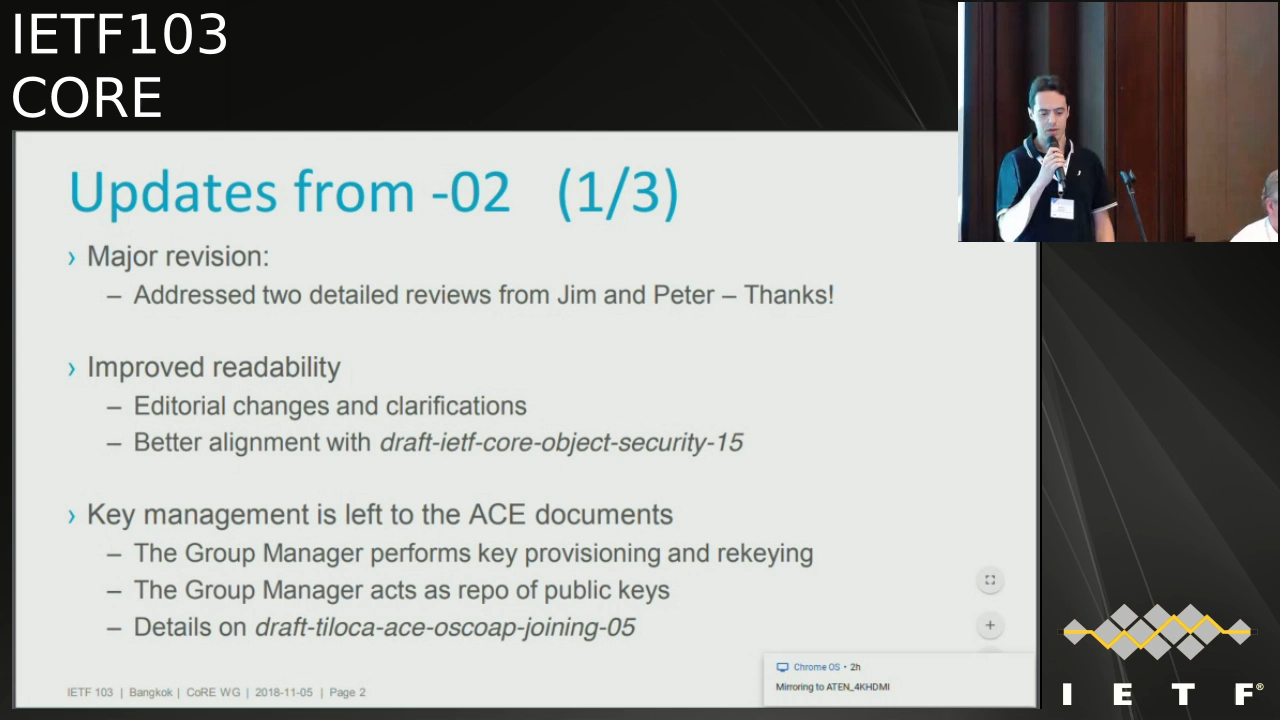 IETF103
CORE
Updates from -02 (1/3)
› Major revision:
– Addressed two detailed reviews from Jim and Peter – Thanks!
› Improved readability
– Editorial changes and clarifications
– Better alignment with draft-ietf-core-object-security-15
› Key management is left to the ACE documents
– The Group Manager performs key provisioning and rekeying
– The Group Manager acts as repo of public keys
– Details on draft-tiloca-ace-oscoap-joining-05
IETF 103 | Bangkok | CoRE WG | 2018-11-05 | Page 2
Chrome OS • 2h
Mirroring to ATEN_4KHDMI
I E T F®